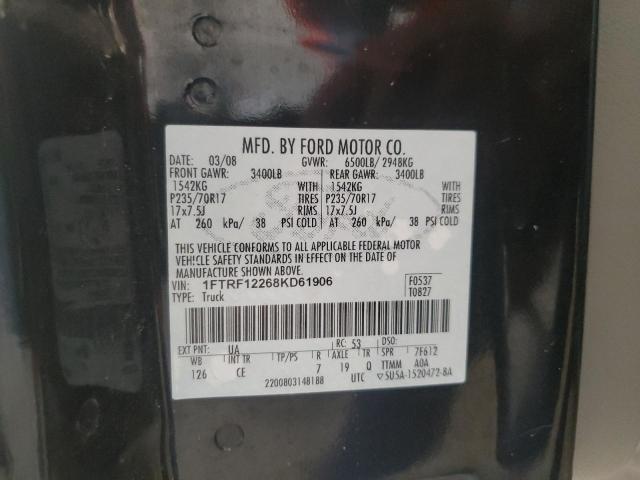 MFD. BY FORD MOTOR CO.
DATE: 03/08 GVWR: 6500LB/ 2948KG
FRONT GAWR: 3400LB REAR GAWR: 3400LB
1542KG WITH 1542KG WITH
P235/70R17 TIRES P235/70R17 TIRES
17x7.5J RIMS 17x7.5J RIMS
AT 260 kPa/ 38 PSI COLD AT 260 kPa/ 38 PSI COLD
THIS VEHICLE CONFORMS TO ALL APPLICABLE FEDERAL MOTOR
VEHICLE SAFETY STANDARDS IN EFFECT ON THE DATE OF
MANUFACTURE SHOWN ABOVE.
VIN: 1FTRF12268KD61906 F0537
TYPE: Truck T0827
EXT PNT: UA RC: 53 DSO:
WB INT TR TP/PS R AXLE TR SPR 7F612
126 CE 7 19 Q TTMM A0A
2200803148188 UTC ▽5U5A-1520472-BA